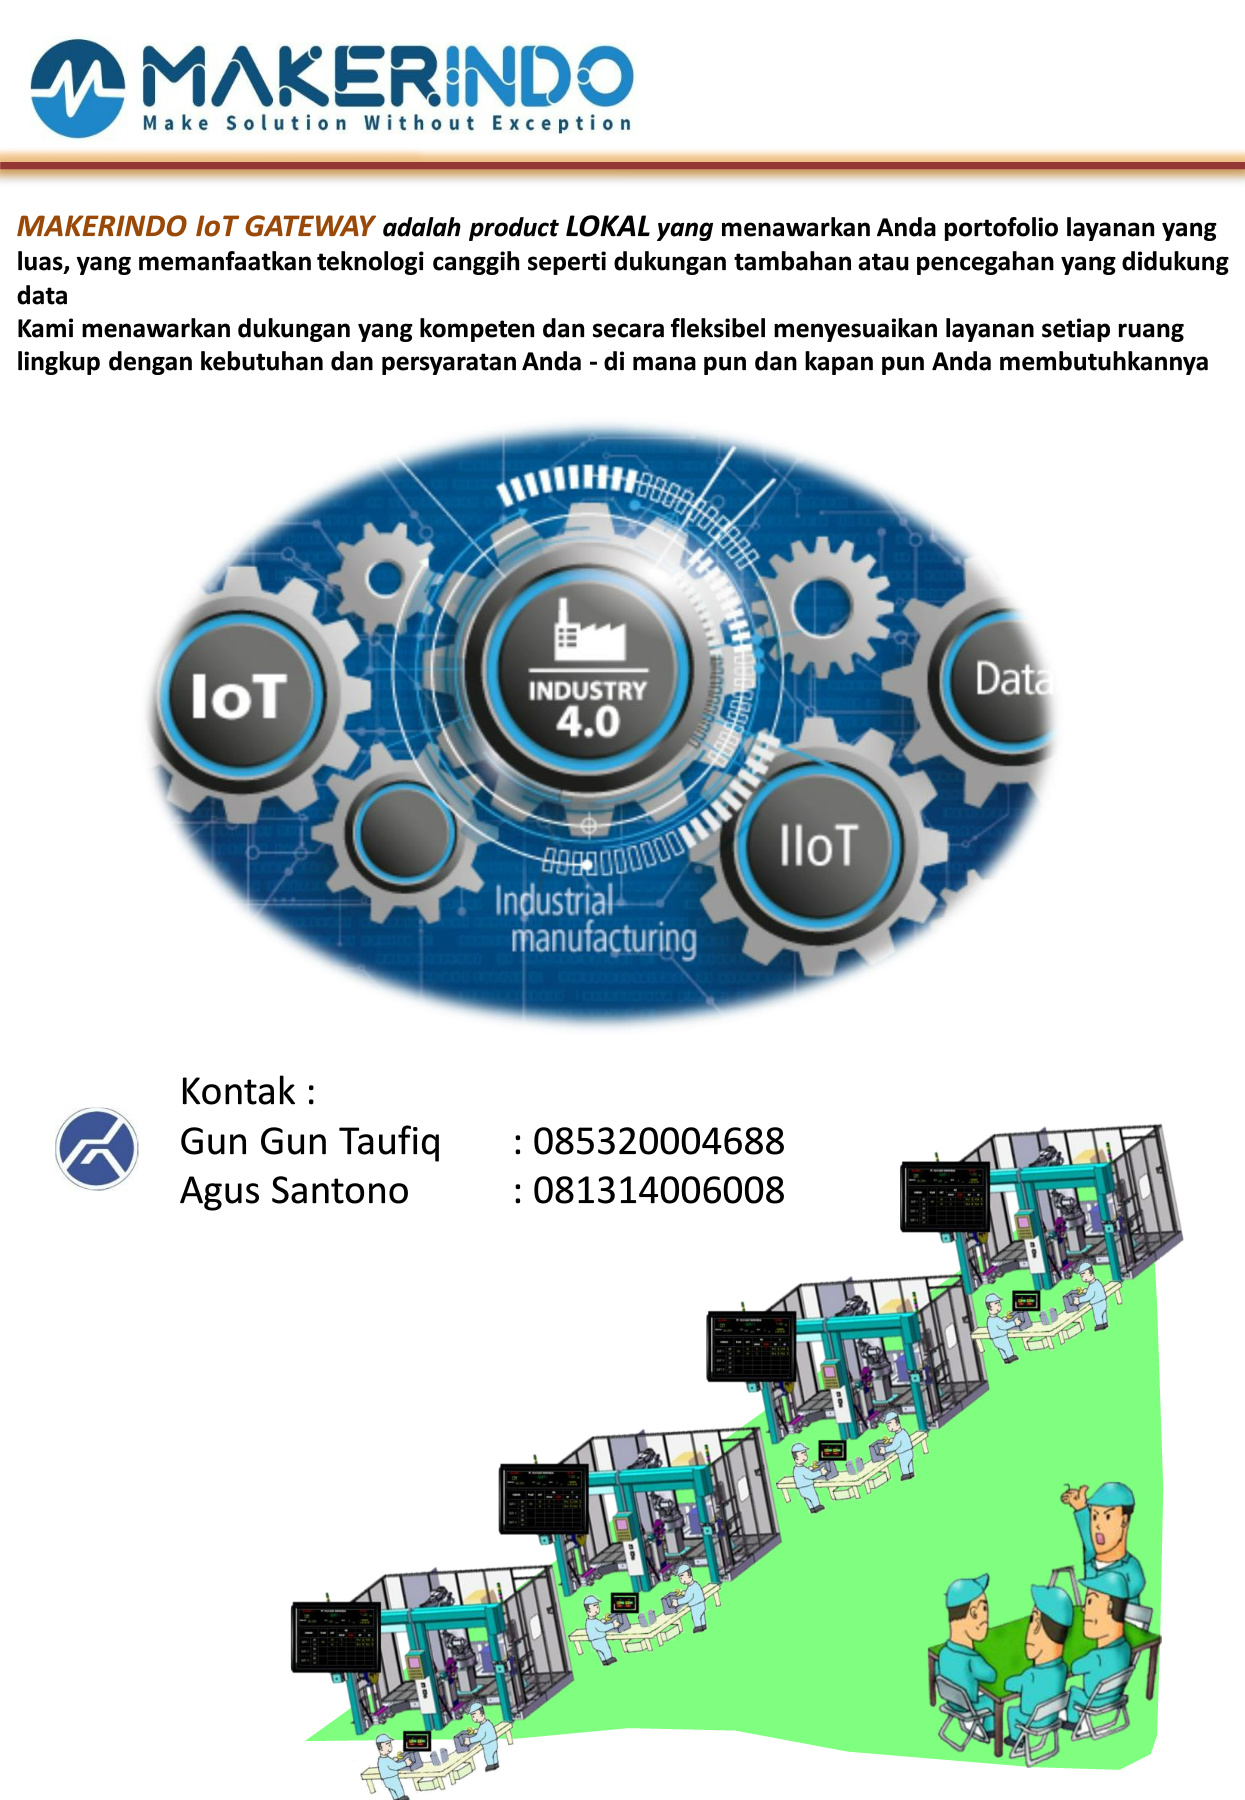 MAKERINDO
Make Solution Without Exception
MAKERINDO IoT GATEWAY adalah product LOKAL yang menawarkan Anda portofolio layanan yang
luas, yang memanfaatkan teknologi canggih seperti dukungan tambahan atau pencegahan yang didukung
data
Kami menawarkan dukungan yang kompeten dan secara fleksibel menyesuaikan layanan setiap ruang
lingkup dengan kebutuhan dan persyaratan Anda - di mana pun dan kapan pun Anda membutuhkannya
IoT
INDUSTRY
4.0
Data
IIoT
Industrial
manufacturing
Kontak :
Gun Gun Taufiq : 085320004688
Agus Santono : 081314006008